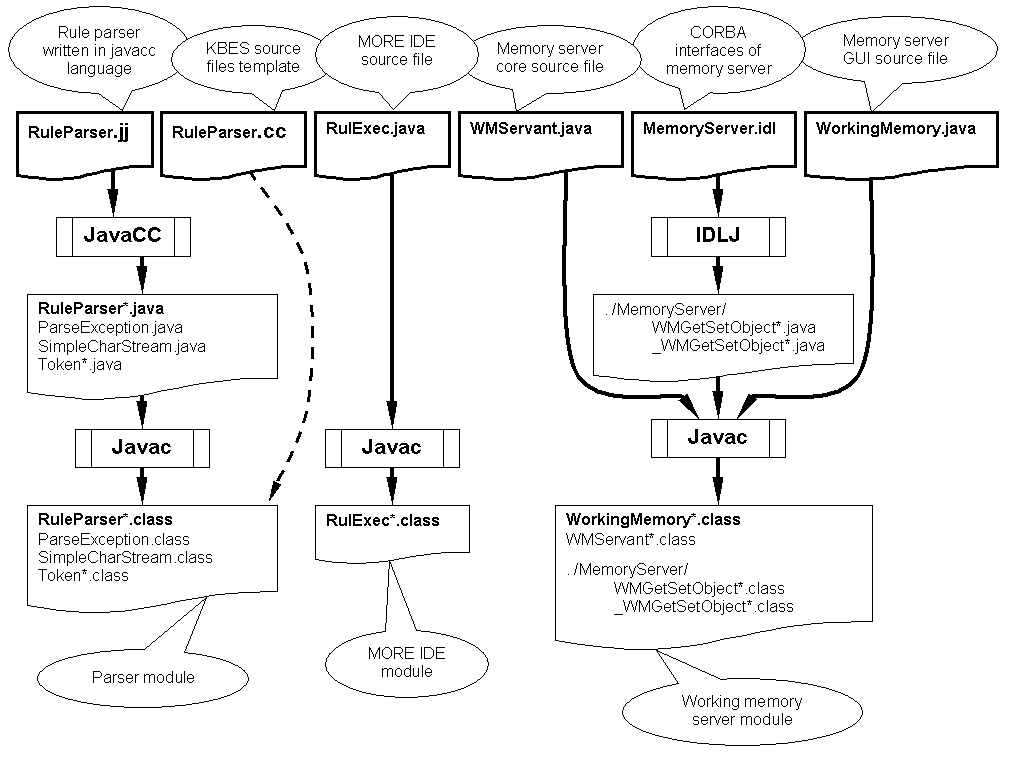 Rule parser
written in javacc
language
KBES source
files template
MORE IDE
source file
Memory server
core source file
CORBA
interfaces of
memory server
Memory server
GUI source file
RuleParser.jj
RuleParser.cc
RulExec.java
WMServant.java
MemoryServer.idl
WorkingMemory.java
JavaCC
IDLJ
RuleParser*.java
ParseException.java
SimpleCharStream.java
Token*.java
./MemoryServer/
WMGetSetObject*.java
_WMGetSetObject*.java
Javac
Javac
Javac
RuleParser*.class
ParseException.class
SimpleCharStream.class
Token*.class
RulExec*.class
WorkingMemory*.class
WMServant*.class
./MemoryServer/
WMGetSetObject*.class
_WMGetSetObject*.class
Parser module
MORE IDE
module
Working memory
server module